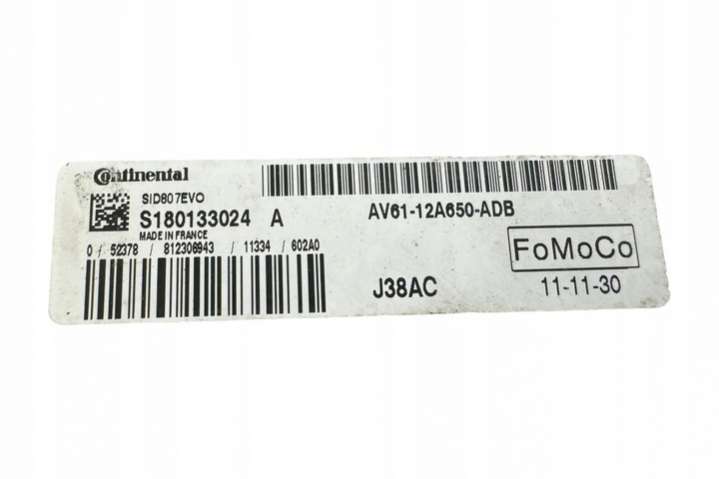 Continental
SID807EVO
S180133024 A
MADE IN FRANCE
0 / 52378 / 812306943 / 11334 / 602A0
AV61-12A650-ADB
FoMoCo
J38AC
11-11-30